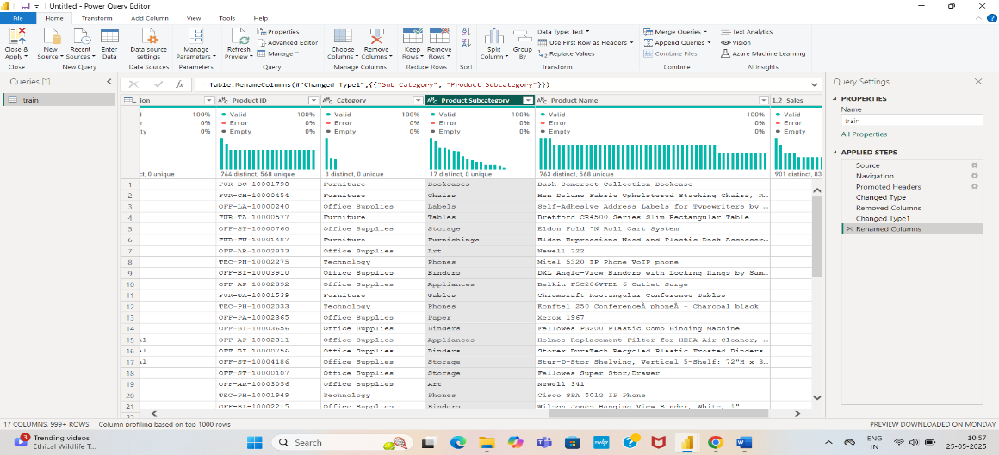 Untitled - Power Query Editor
File Home Transform Add Column View Tools Help
Close & Apply
New Source
Recent Sources
Enter Data
Data source settings
Manage Parameters
Refresh Preview
Properties
Advanced Editor
Manage
Choose Columns
Remove Columns
Keep Rows
Remove Rows
Split Column
Group By
Data Type: Text
Use First Row as Headers
Replace Values
Merge Queries
Append Queries
Combine Files
Text Analytics
Vision
Azure Machine Learning
Close New Query Data Sources Parameters Query Manage Columns Reduce Rows Sort Transform Combine AI Insights
Queries [1]
train
Table.RenameColumns(#"Changed Type1",{{"Sub Category", "Product Subcategory"}})
ion Product ID Category Product Subcategory Product Name 1.2 Sales
100% Valid 100% Valid 100% Valid 100% Valid 100% Valid
r 0% Error 0% Error 0% Error 0% Error 0% Error
ty 0% Empty 0% Empty 0% Empty 0% Empty 0% Empty
ct, 0 unique 764 distinct, 568 unique 3 distinct, 0 unique 17 distinct, 0 unique 763 distinct, 568 unique 901 distinct, 83
1 FUR-BO-10001798 Furniture Bookcases Bush Somerset Collection Bookcase
2 FUR-CH-10000454 Furniture Chairs Hon Deluxe Fabric Upholstered Stacking Chairs, R...
3 OFF-LA-10000240 Office Supplies Labels Self-Adhesive Address Labels for Typewriters by ...
4 FUR-TA-10000577 Furniture Tables Bretford CR4500 Series Slim Rectangular Table
5 OFF-ST-10000760 Office Supplies Storage Eldon Fold 'N Roll Cart System
6 FUR-FU-10001487 Furniture Furnishings Eldon Expressions Wood and Plastic Desk Accessor...
7 OFF-AR-10002833 Office Supplies Art Newell 322
8 TEC-PH-10002275 Technology Phones Mitel 5320 IP Phone VoIP phone
9 OFF-BI-10003910 Office Supplies Binders DXL Angle-View Binders with Locking Rings by Sam...
10 OFF-AP-10002892 Office Supplies Appliances Belkin F5C206VTEL 6 Outlet Surge
11 FUR-TA-10001539 Furniture Tables Chromcraft Rectangular Conference Tables
12 TEC-PH-10002033 Technology Phones Konftel 250 ConferenceÂ phoneÂ - Charcoal black
13 OFF-PA-10002365 Office Supplies Paper Xerox 1967
14 OFF-BI-10003656 Office Supplies Binders Fellowes PB200 Plastic Comb Binding Machine
15 al OFF-AP-10002311 Office Supplies Appliances Holmes Replacement Filter for HEPA Air Cleaner, ...
16 al OFF-BI-10000756 Office Supplies Binders Storex DuraTech Recycled Plastic Frosted Binders
17 al OFF-ST-10004186 Office Supplies Storage Stur-D-Stor Shelving, Vertical 5-Shelf: 72"H x 3...
18 OFF-ST-10000107 Office Supplies Storage Fellowes Super Stor/Drawer
19 OFF-AR-10003056 Office Supplies Art Newell 341
20 TEC-PH-10001949 Technology Phones Cisco SPA 501G IP Phone
21 OFF-BI-10002215 Office Supplies Binders Wilson Jones Hanging View Binder, White, 1"
22
Query Settings
PROPERTIES
Name
train
All Properties
APPLIED STEPS
Source
Navigation
Promoted Headers
Changed Type
Removed Columns
Changed Type1
Renamed Columns
17 COLUMNS, 999+ ROWS Column profiling based on top 1000 rows PREVIEW DOWNLOADED ON MONDAY
3 Trending videos
Ethical Wildlife T...
Search
ENG
IN
10:57
25-05-2025